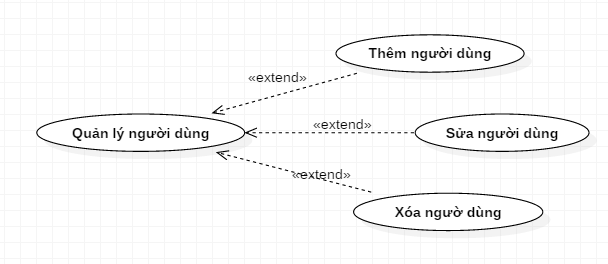 Thêm người dùng
«extend»
Quản lý người dùng
«extend»
Sửa người dùng
«extend»
Xóa ngườ dùng